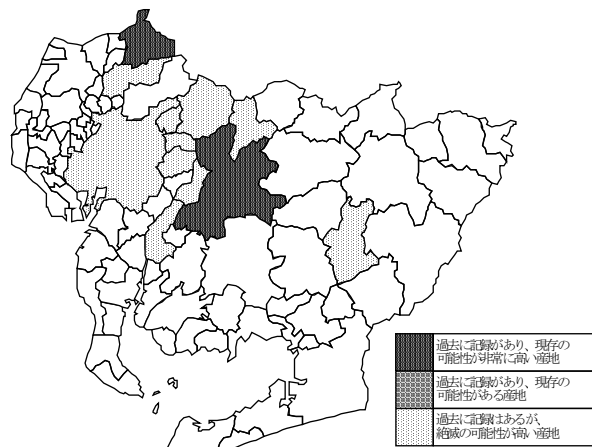 過去に記録があり、現存の
可能性が非常に高い産地
過去に記録があり、現存の
可能性がある産地
過去に記録はあるが、
絶滅の可能性が高い産地